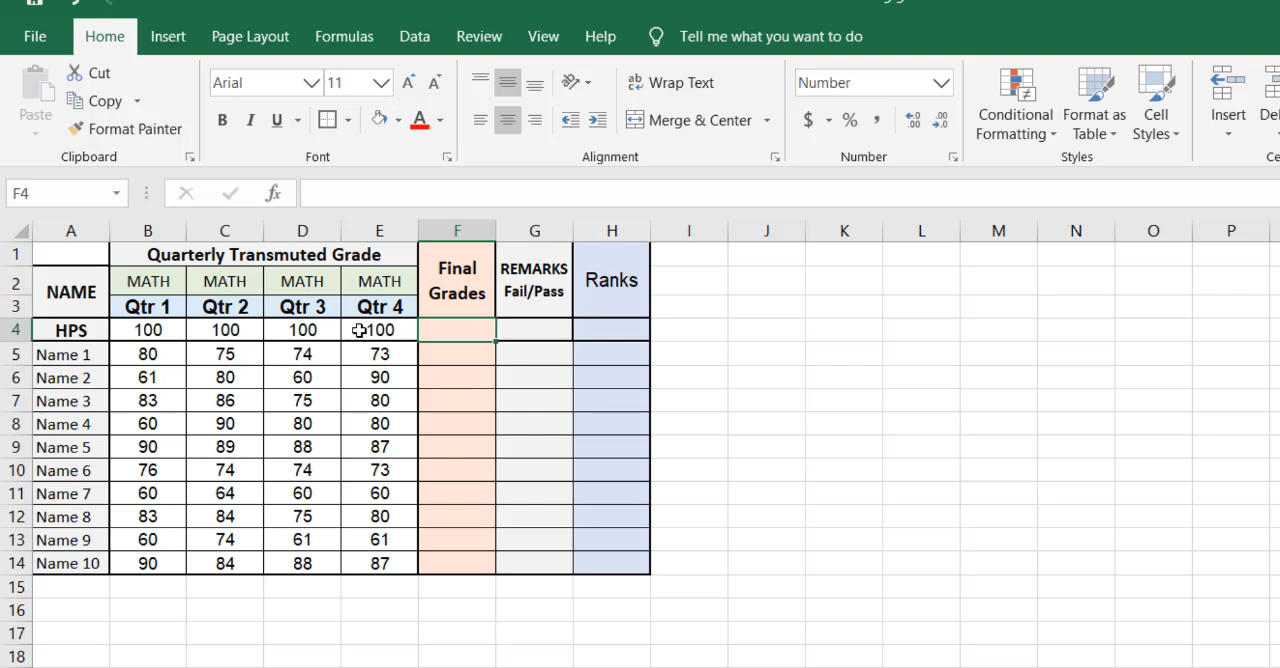 File Home Insert Page Layout Formulas Data Review View Help Tell me what you want to do
Paste Cut
Copy
Format Painter
Clipboard
Arial 11
B I U A
Font
Wrap Text
Merge & Center
Alignment
Number
$ % ,
Number
Conditional Formatting
Format as Table
Cell Styles
Styles
Insert
F4 fx
A B C D E F G H I J K L M N O P
1 Quarterly Transmuted Grade Final Grades REMARKS Fail/Pass Ranks
2 NAME MATH MATH MATH MATH
3 Qtr 1 Qtr 2 Qtr 3 Qtr 4
4 HPS 100 100 100 100
5 Name 1 80 75 74 73
6 Name 2 61 80 60 90
7 Name 3 83 86 75 80
8 Name 4 60 90 80 80
9 Name 5 90 89 88 87
10 Name 6 76 74 74 73
11 Name 7 60 64 60 60
12 Name 8 83 84 75 80
13 Name 9 60 74 61 61
14 Name 10 90 84 88 87
15
16
17
18